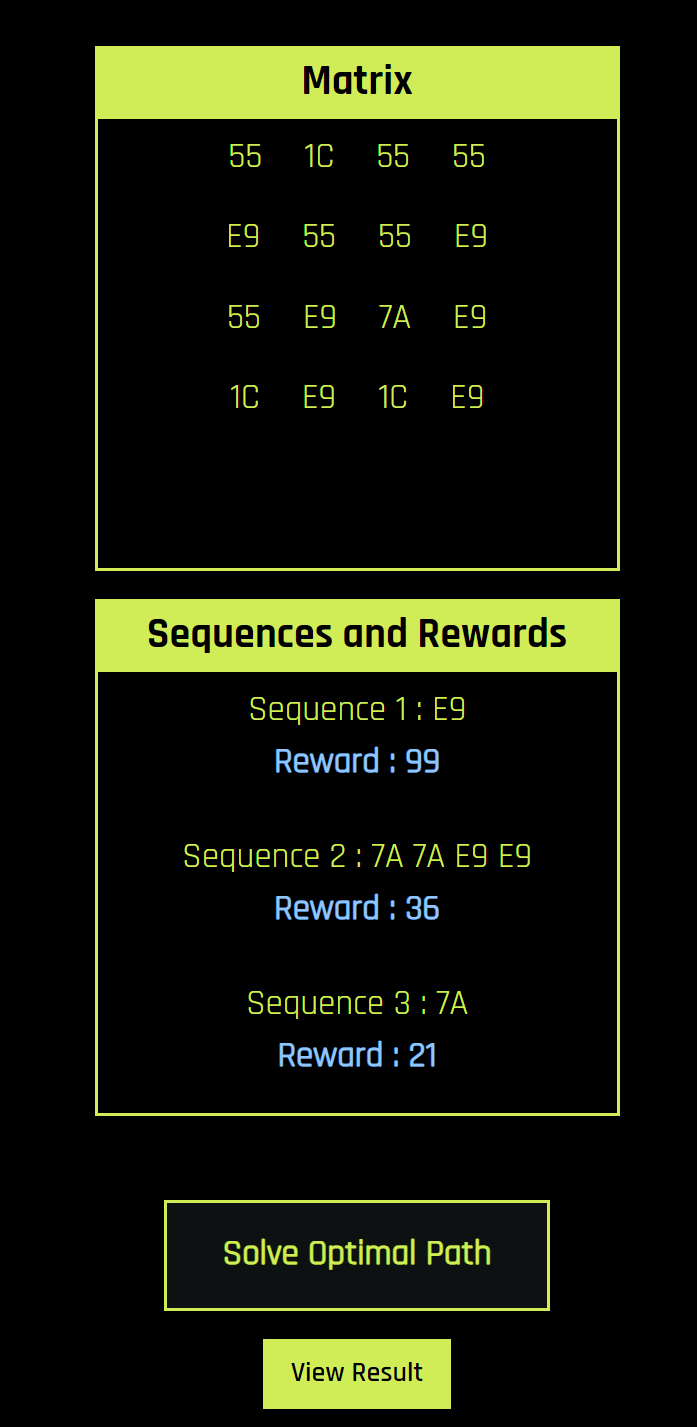 Matrix
55 1C 55 55
E9 55 55 E9
55 E9 7A E9
1C E9 1C E9
Sequences and Rewards
Sequence 1 : E9
Reward : 99
Sequence 2 : 7A 7A E9 E9
Reward : 36
Sequence 3 : 7A
Reward : 21
Solve Optimal Path
View Result